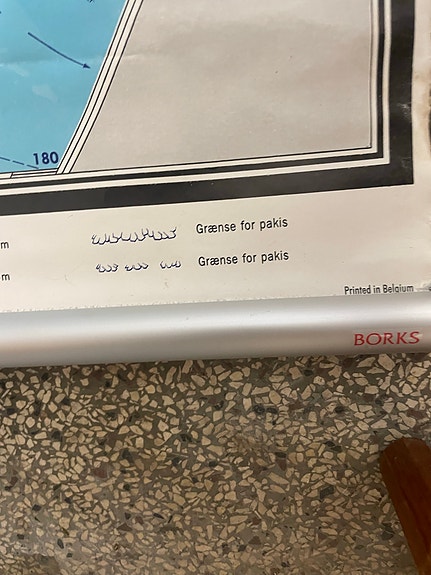 180
m
Grænse for pakis
m
Grænse for pakis
Printed in Belgium
BORKS